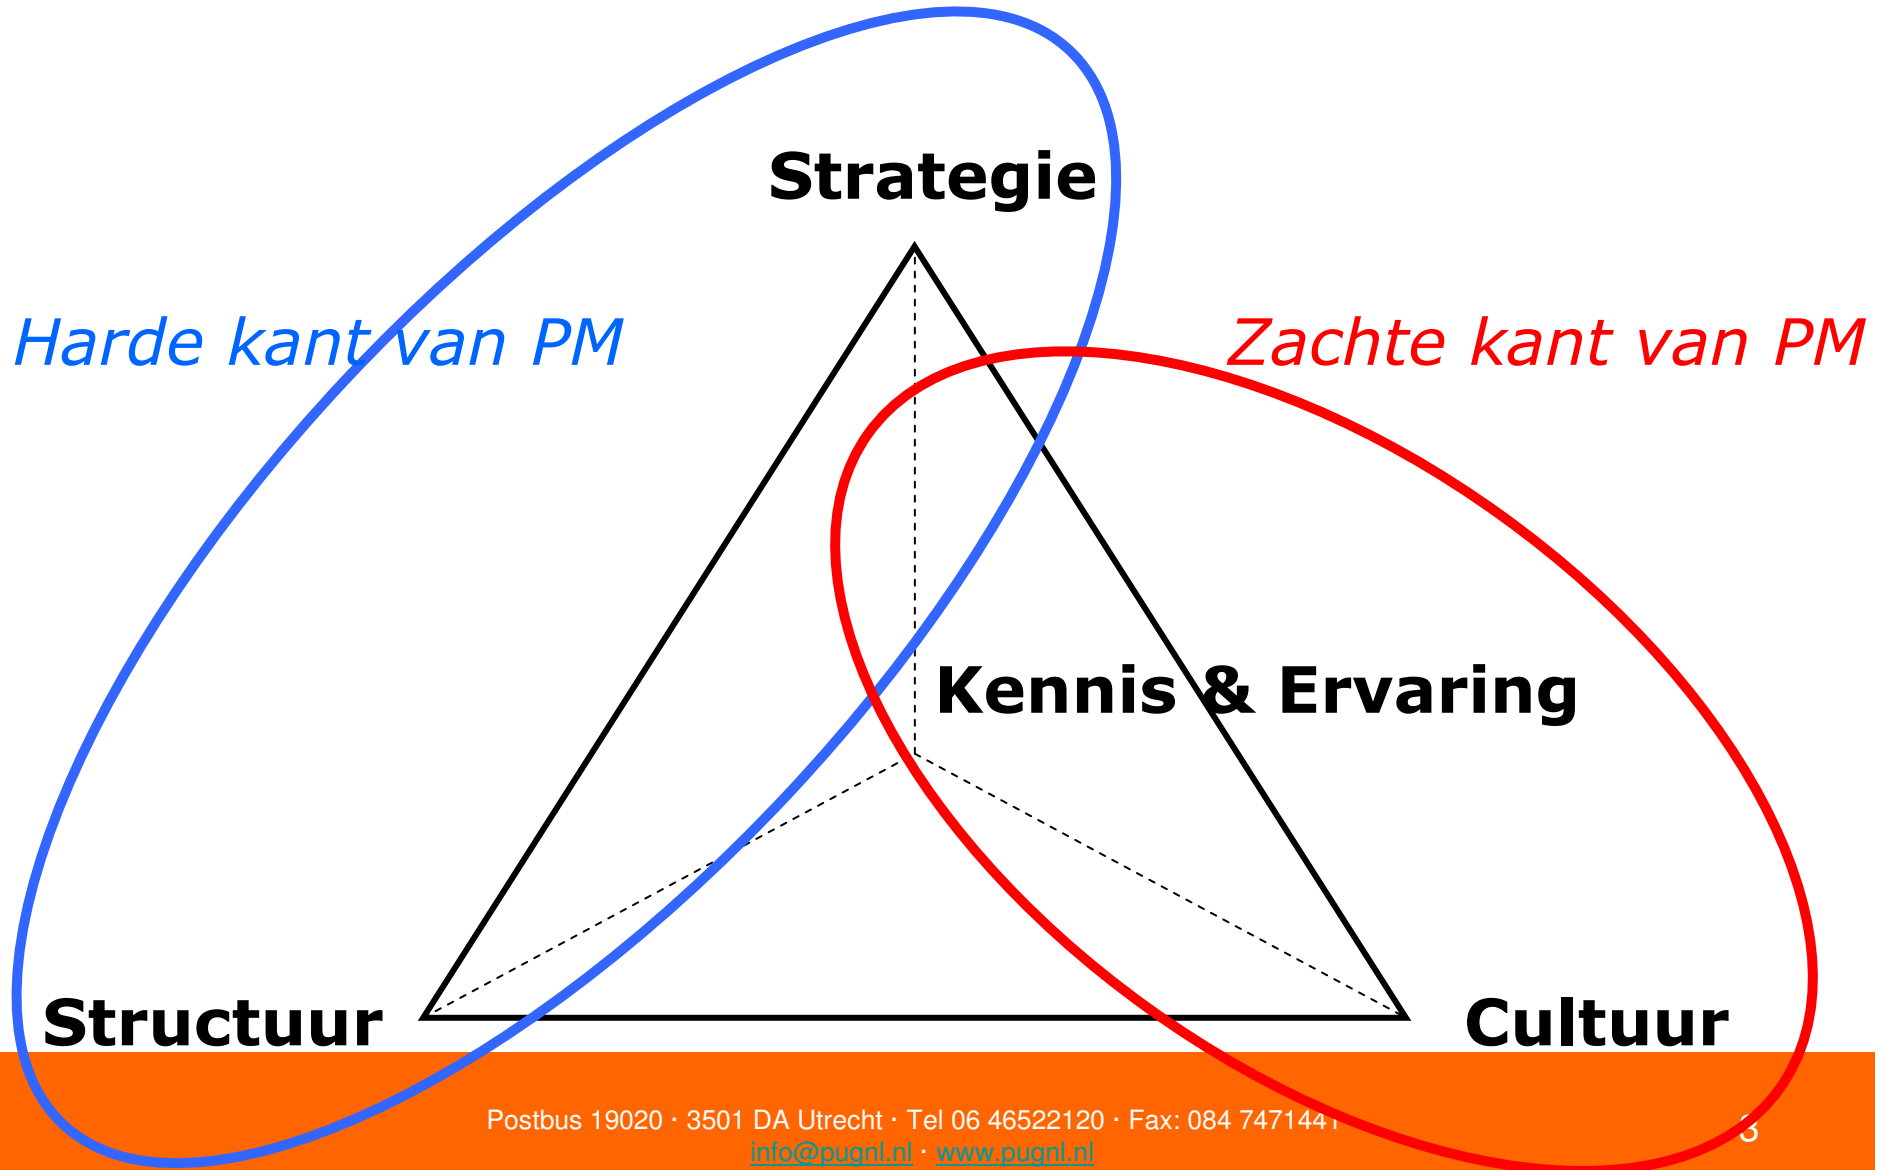 Strategie
Harde kant van PM
Zachte kant van PM
Kennis & Ervaring
Structuur
Cultuur
Postbus 19020 · 3501 DA Utrecht · Tel 06 46522120 · Fax: 084 7471441
info@pugnl.nl · www.pugnl.nl
3